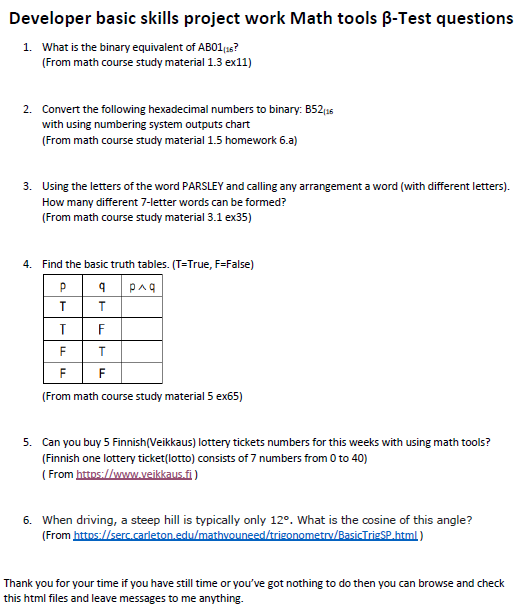 Developer basic skills project work Math tools β-Test questions
1. What is the binary equivalent of AB01₍₁₆?
(From math course study material 1.3 ex11)
2. Convert the following hexadecimal numbers to binary: B52₍₁₆
with using numbering system outputs chart
(From math course study material 1.5 homework 6.a)
3. Using the letters of the word PARSLEY and calling any arrangement a word (with different letters).
How many different 7-letter words can be formed?
(From math course study material 3.1 ex35)
4. Find the basic truth tables. (T=True, F=False)
p q p ∧ q
T T
T F
F T
F F
(From math course study material 5 ex65)
5. Can you buy 5 Finnish(Veikkaus) lottery tickets numbers for this weeks with using math tools?
(Finnish one lottery ticket(lotto) consists of 7 numbers from 0 to 40)
( From https://www.veikkaus.fi )
6. When driving, a steep hill is typically only 12°. What is the cosine of this angle?
(From https://serc.carleton.edu/mathyouneed/trigonometry/BasicTrigSP.html )
Thank you for your time if you have still time or you've got nothing to do then you can browse and check
this html files and leave messages to me anything.